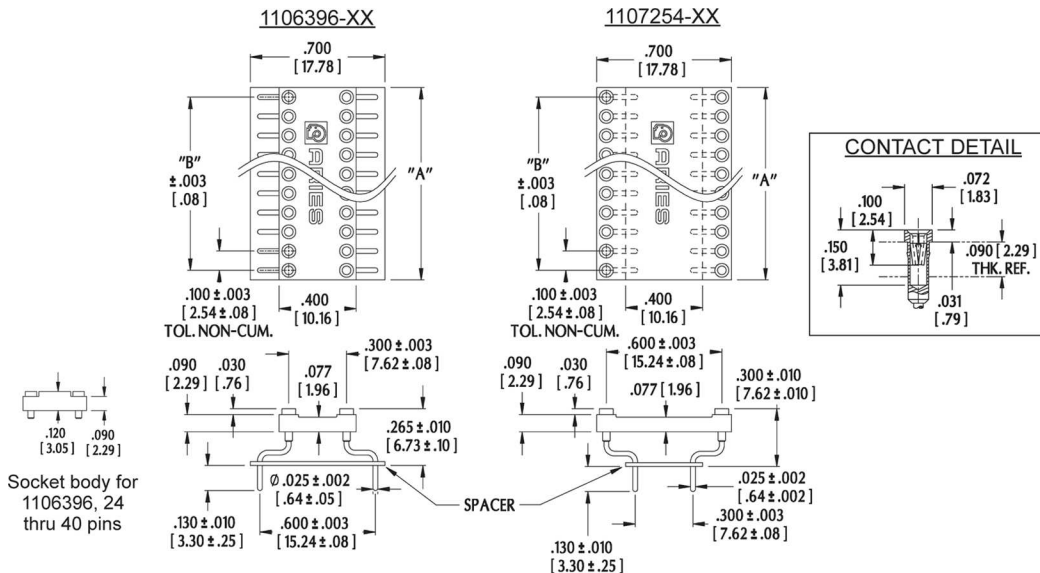 1106396-XX
.700
[ 17.78 ]
"B"
± .003
[ .08 ]
ARIES
"A"
.100 ± .003
[ 2.54 ± .08 ]
TOL. NON-CUM.
.400
[ 10.16 ]
.300 ± .003
[ 7.62 ± .08 ]
.090
[ 2.29 ]
.030
[ .76 ]
.077
[ 1.96 ]
.265 ± .010
[ 6.73 ± .10 ]
Ø .025 ± .002
[ .64 ± .05 ]
.130 ± .010
[ 3.30 ± .25 ]
.600 ± .003
[ 15.24 ± .08 ]
SPACER
.120
[ 3.05 ]
.090
[ 2.29 ]
Socket body for
1106396, 24
thru 40 pins
1107254-XX
.700
[ 17.78 ]
"B"
± .003
[ .08 ]
ARIES
"A"
.100 ± .003
[ 2.54 ± .08 ]
TOL. NON-CUM.
.400
[ 10.16 ]
.600 ± .003
[ 15.24 ± .08 ]
.090
[ 2.29 ]
.030
[ .76 ]
.077 [ 1.96 ]
.300 ± .010
[ 7.62 ± .010 ]
.025 ± .002
[ .64 ± .002 ]
.300 ± .003
[ 7.62 ± .08 ]
.130 ± .010
[ 3.30 ± .25 ]
CONTACT DETAIL
.072
[ 1.83 ]
.100
[ 2.54 ]
.150
[ 3.81 ]
.090 [ 2.29 ]
THK. REF.
.031
[ .79 ]